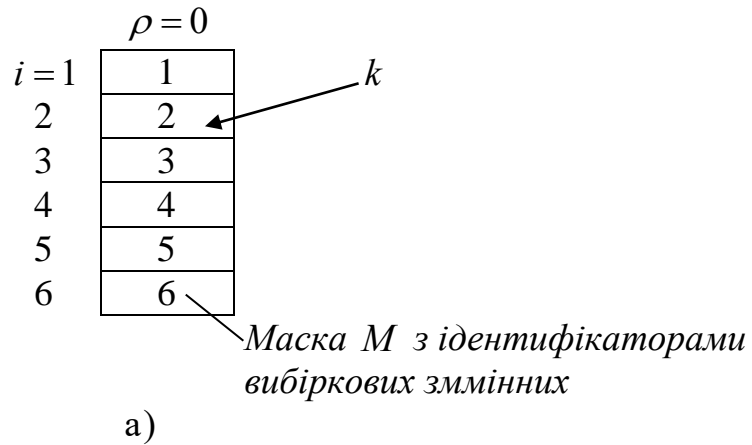 ρ = 0
i = 1 1 k
2 2
3 3
4 4
5 5
6 6
Маска M з ідентифікаторами
вибіркових зммінних
а)